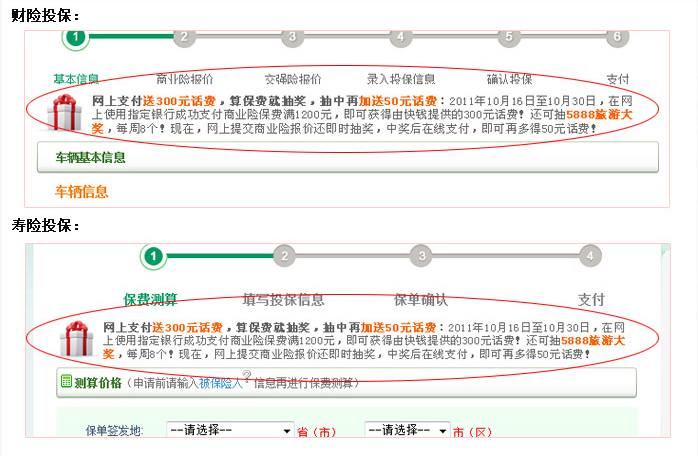 财险投保：
1 2 3 4 5 6
基本信息 商业险报价 交强险报价 录入投保信息 确认投保 支付
网上支付送300元话费，算保费就抽奖，抽中再加送50元话费：2011年10月16日至10月30日，在网
上使用指定银行成功支付商业险保费满1200元，即可获得由快钱提供的300元话费！还可抽5888旅游大
奖，每周8个！现在，网上提交商业险报价还即时抽奖，中奖后在线支付，即可再多得50元话费！
车辆基本信息
车辆信息
寿险投保：
1 2 3 4
保费测算 填写投保信息 保单确认 支付
网上支付送300元话费，算保费就抽奖，抽中再加送50元话费：2011年10月16日至10月30日，在网
上使用指定银行成功支付商业险保费满1200元，即可获得由快钱提供的300元话费！还可抽5888旅游大
奖，每周8个！现在，网上提交商业险报价还即时抽奖，中奖后在线支付，即可再多得50元话费！
测算价格（申请前请输入被保险人?信息再进行保费测算）
保单签发地： --请选择-- 省（市） --请选择-- 市（区）